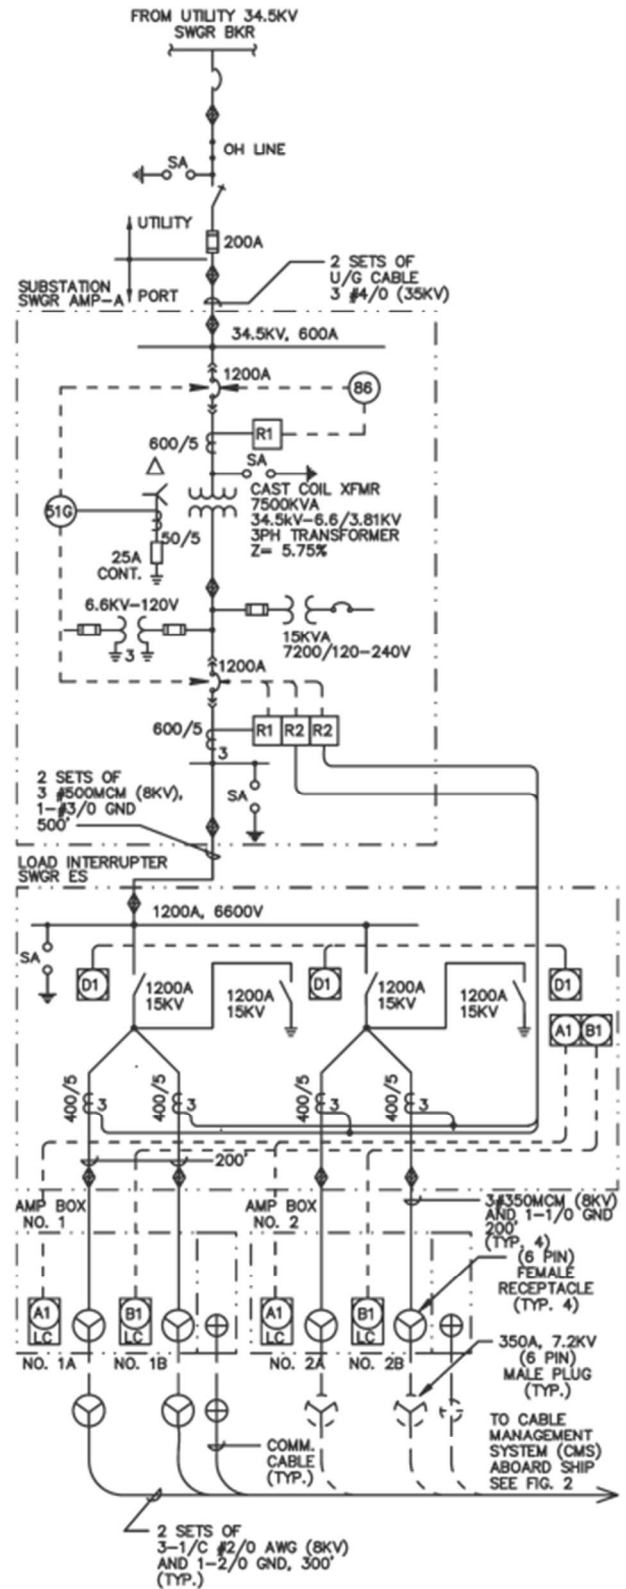 FROM UTILITY 34.5KV
SWGR BKR
OH LINE
SA
UTILITY
200A
2 SETS OF
U/G CABLE
3 #4/0 (35KV)
SUBSTATION
SWGR AMP-A
PORT
34.5KV, 600A
1200A
86
600/5
R1
SA
CAST COIL XFMR
7500KVA
34.5kV-6.6/3.81KV
3PH TRANSFORMER
Z= 5.75%
51G
50/5
25A
CONT.
6.6KV-120V
3
15KVA
7200/120-240V
1200A
600/5
3
R1 R2 R2
2 SETS OF
3 #500MCM (8KV),
1-#3/0 GND
500'
SA
LOAD INTERRUPTER
SWGR ES
1200A, 6600V
SA
D1
1200A
15KV
1200A
15KV
D1
1200A
15KV
1200A
15KV
D1
A1 B1
400/5
3
400/5
3
400/5
3
400/5
3
200'
AMP BOX
NO. 1
AMP BOX
NO. 2
3#350MCM (8KV)
AND 1-1/0 GND
200'
(TYP. 4)
(6 PIN)
FEMALE
RECEPTACLE
(TYP. 4)
A1
LC
B1
LC
A1
LC
B1
LC
NO. 1A
NO. 1B
NO. 2A
NO. 2B
350A, 7.2KV
(6 PIN)
MALE PLUG
(TYP.)
COMM.
CABLE
(TYP.)
TO CABLE
MANAGEMENT
SYSTEM (CMS)
ABOARD SHIP
SEE FIG. 2
2 SETS OF
3-1/C #2/0 AWG (8KV)
AND 1-2/0 GND, 300'
(TYP.)